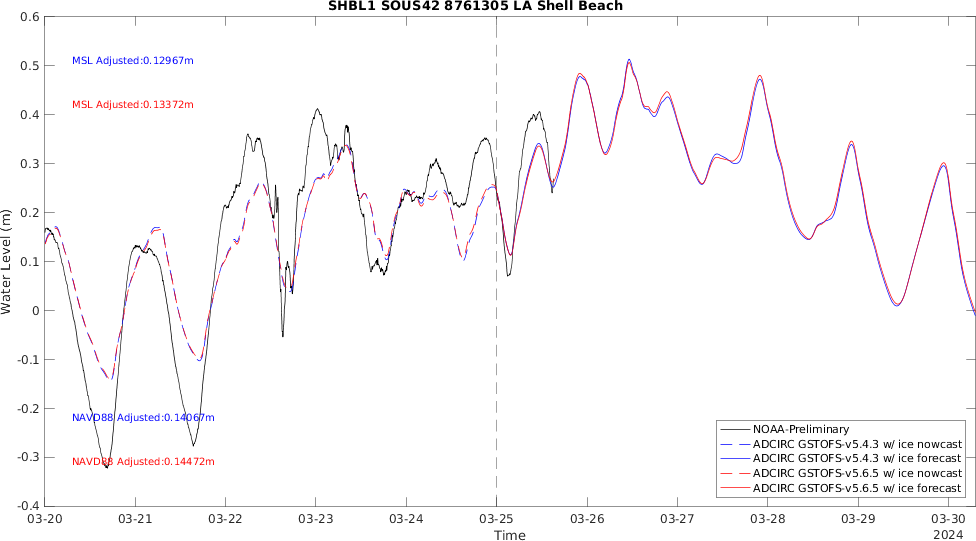 SHBL1 SOUS42 8761305 LA Shell Beach
0.6
0.5
0.4
0.3
0.2
0.1
0
-0.1
-0.2
-0.3
-0.4
Water Level (m)
MSL Adjusted:0.12967m
MSL Adjusted:0.13372m
NAVD88 Adjusted:0.14067m
NAVD88 Adjusted:0.14472m
NOAA-Preliminary
ADCIRC GSTOFS-v5.4.3 w/ ice nowcast
ADCIRC GSTOFS-v5.4.3 w/ ice forecast
ADCIRC GSTOFS-v5.6.5 w/ ice nowcast
ADCIRC GSTOFS-v5.6.5 w/ ice forecast
03-20 03-21 03-22 03-23 03-24 03-25 03-26 03-27 03-28 03-29 03-30
Time
2024